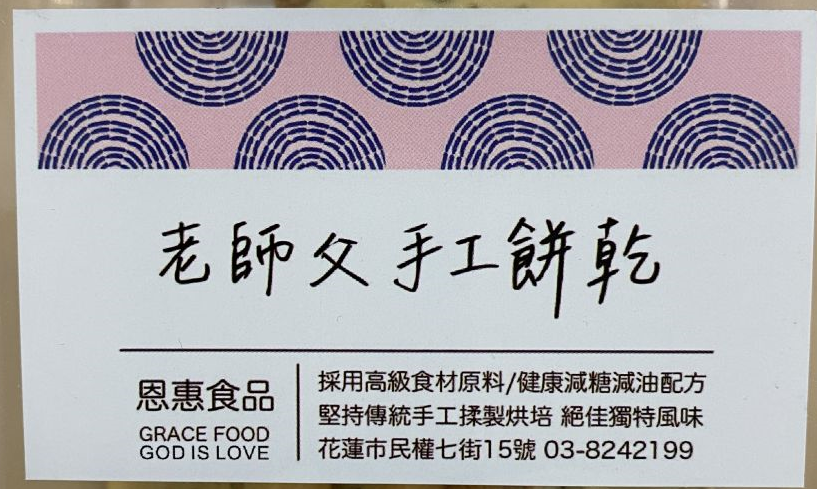 老師父手工餅乾
恩惠食品
GRACE FOOD
GOD IS LOVE
採用高級食材原料/健康減糖減油配方
堅持傳統手工揉製烘培 絕佳獨特風味
花蓮市民權七街15號 03-8242199